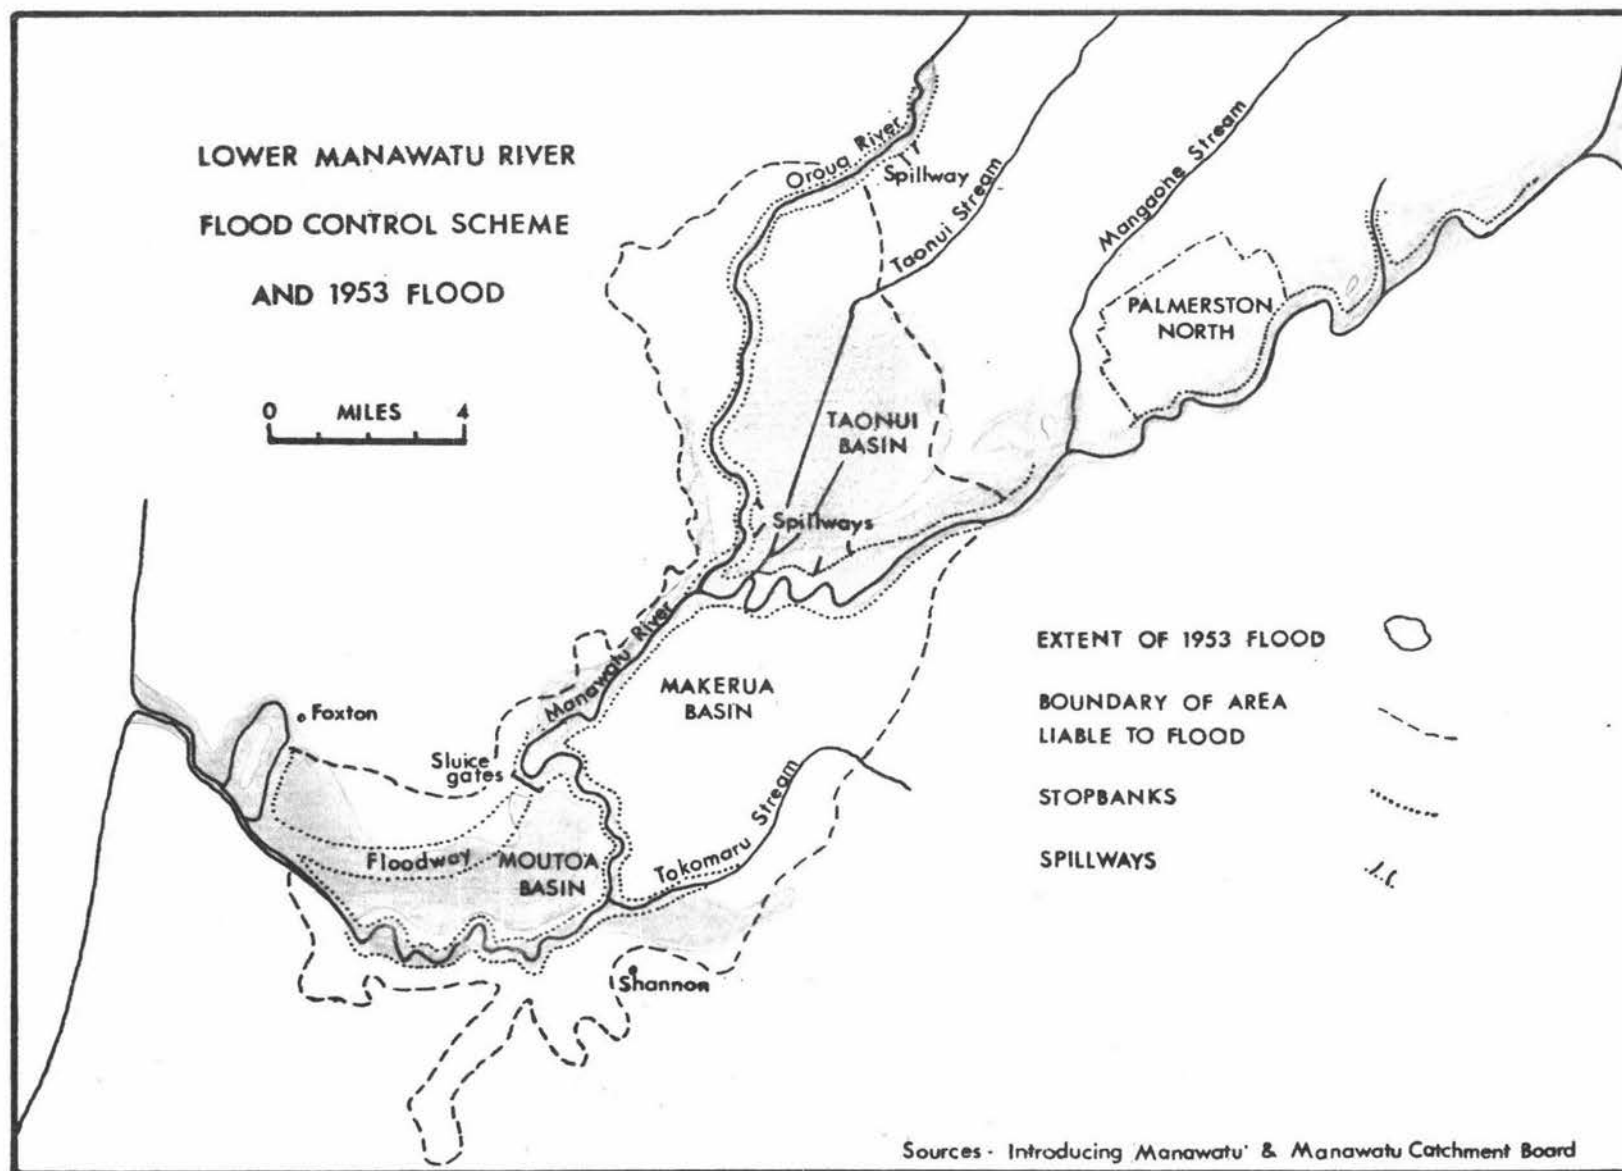 LOWER MANAWATU RIVER
FLOOD CONTROL SCHEME
AND 1953 FLOOD
0 MILES 4
Oroua River
Spillway
Taonui Stream
Mangaohe Stream
PALMERSTON
NORTH
TAONUI
BASIN
Spillways
Manawatu River
MAKERUA
BASIN
Foxton
Sluice
gates
Floodway
MOUTOA
BASIN
Tokomaru Stream
Shannon
EXTENT OF 1953 FLOOD
BOUNDARY OF AREA
LIABLE TO FLOOD
STOPBANKS
SPILLWAYS
Sources - Introducing Manawatu' & Manawatu Catchment Board